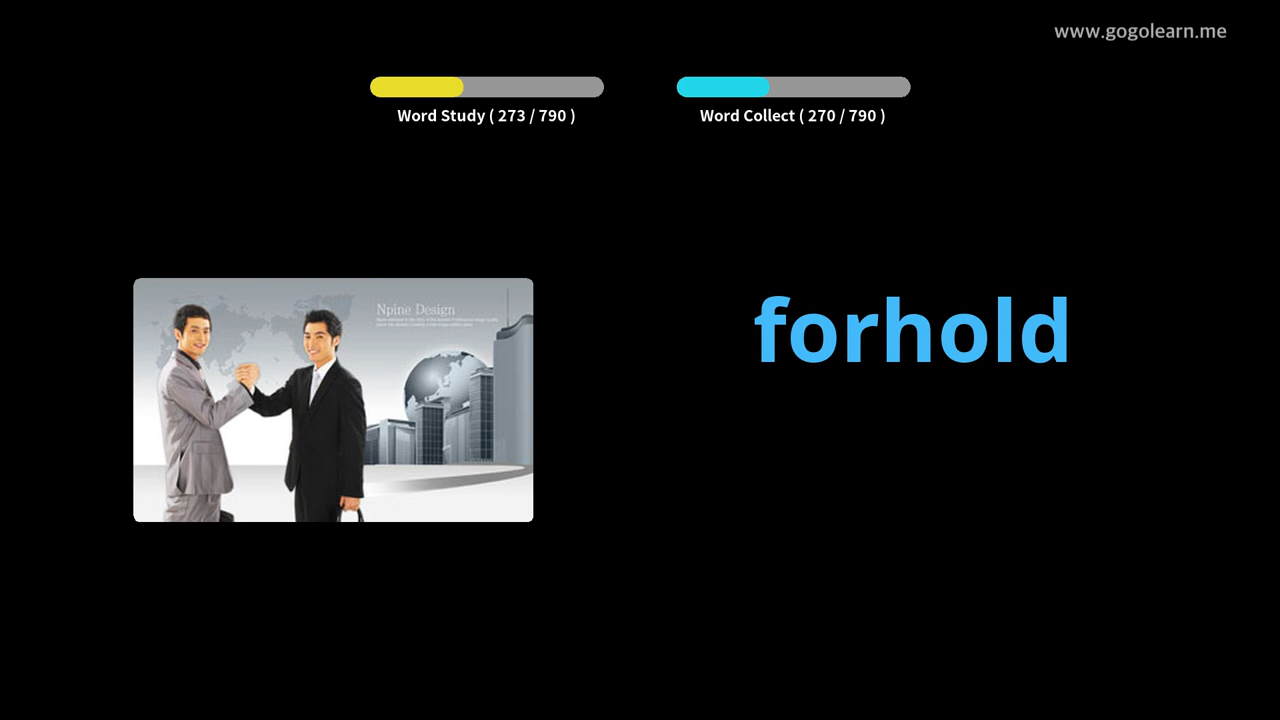 www.gogolearn.me
Word Study ( 273 / 790 )
Word Collect ( 270 / 790 )
Npine Design
forhold